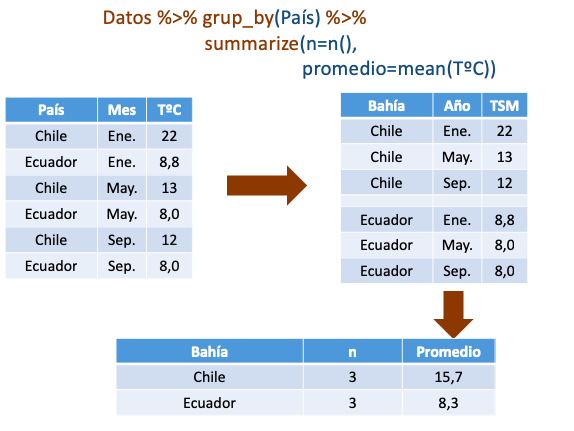 Datos %>% grup_by(País) %>%
summarize(n=n(),
promedio=mean(TºC))
País Mes TºC
Chile Ene. 22
Ecuador Ene. 8,8
Chile May. 13
Ecuador May. 8,0
Chile Sep. 12
Ecuador Sep. 8,0
Bahía Año TSM
Chile Ene. 22
Chile May. 13
Chile Sep. 12
Ecuador Ene. 8,8
Ecuador May. 8,0
Ecuador Sep. 8,0
Bahía n Promedio
Chile 3 15,7
Ecuador 3 8,3